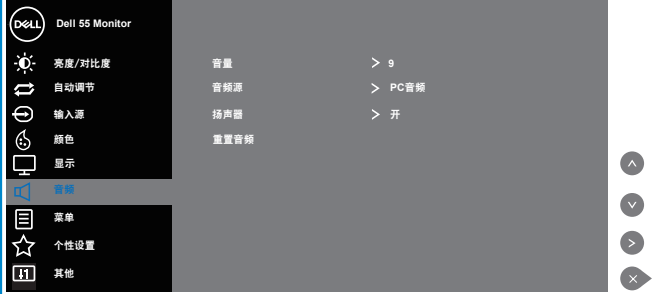 DELL
Dell 55 Monitor
亮度/对比度
自动调节
输入源
颜色
显示
音频
菜单
个性设置
其他
音量 > 9
音频源 > PC音频
扬声器 > 开
重置音频